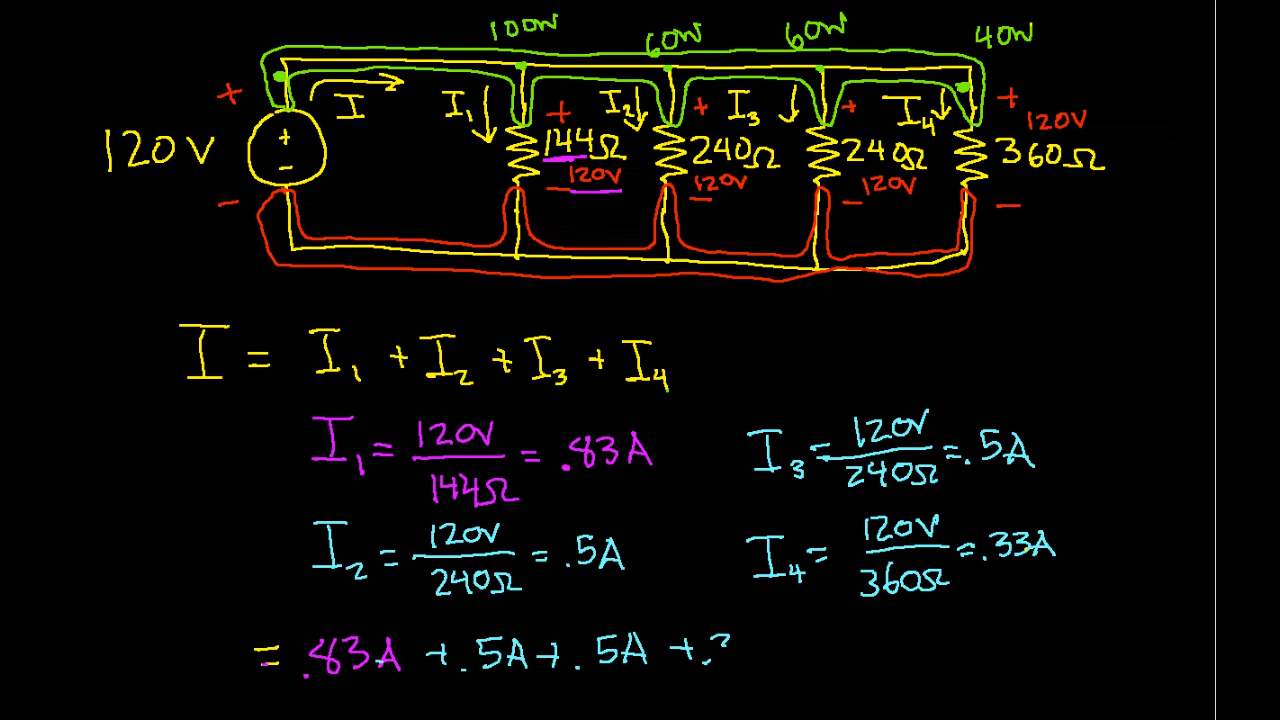 100W 60W 60W 40W
+ I I₁ + I₂ + I₃ + I₄ + 120V
120V + − 144Ω 240Ω 240Ω 360Ω
− 120V − 120V − 120V −
−
I = I₁ + I₂ + I₃ + I₄
I₁ = 120V/144Ω = .83A I₃ = 120V/240Ω = .5A
I₂ = 120V/240Ω = .5A I₄ = 120V/360Ω = .33A
= .83A + .5A + .5A + .